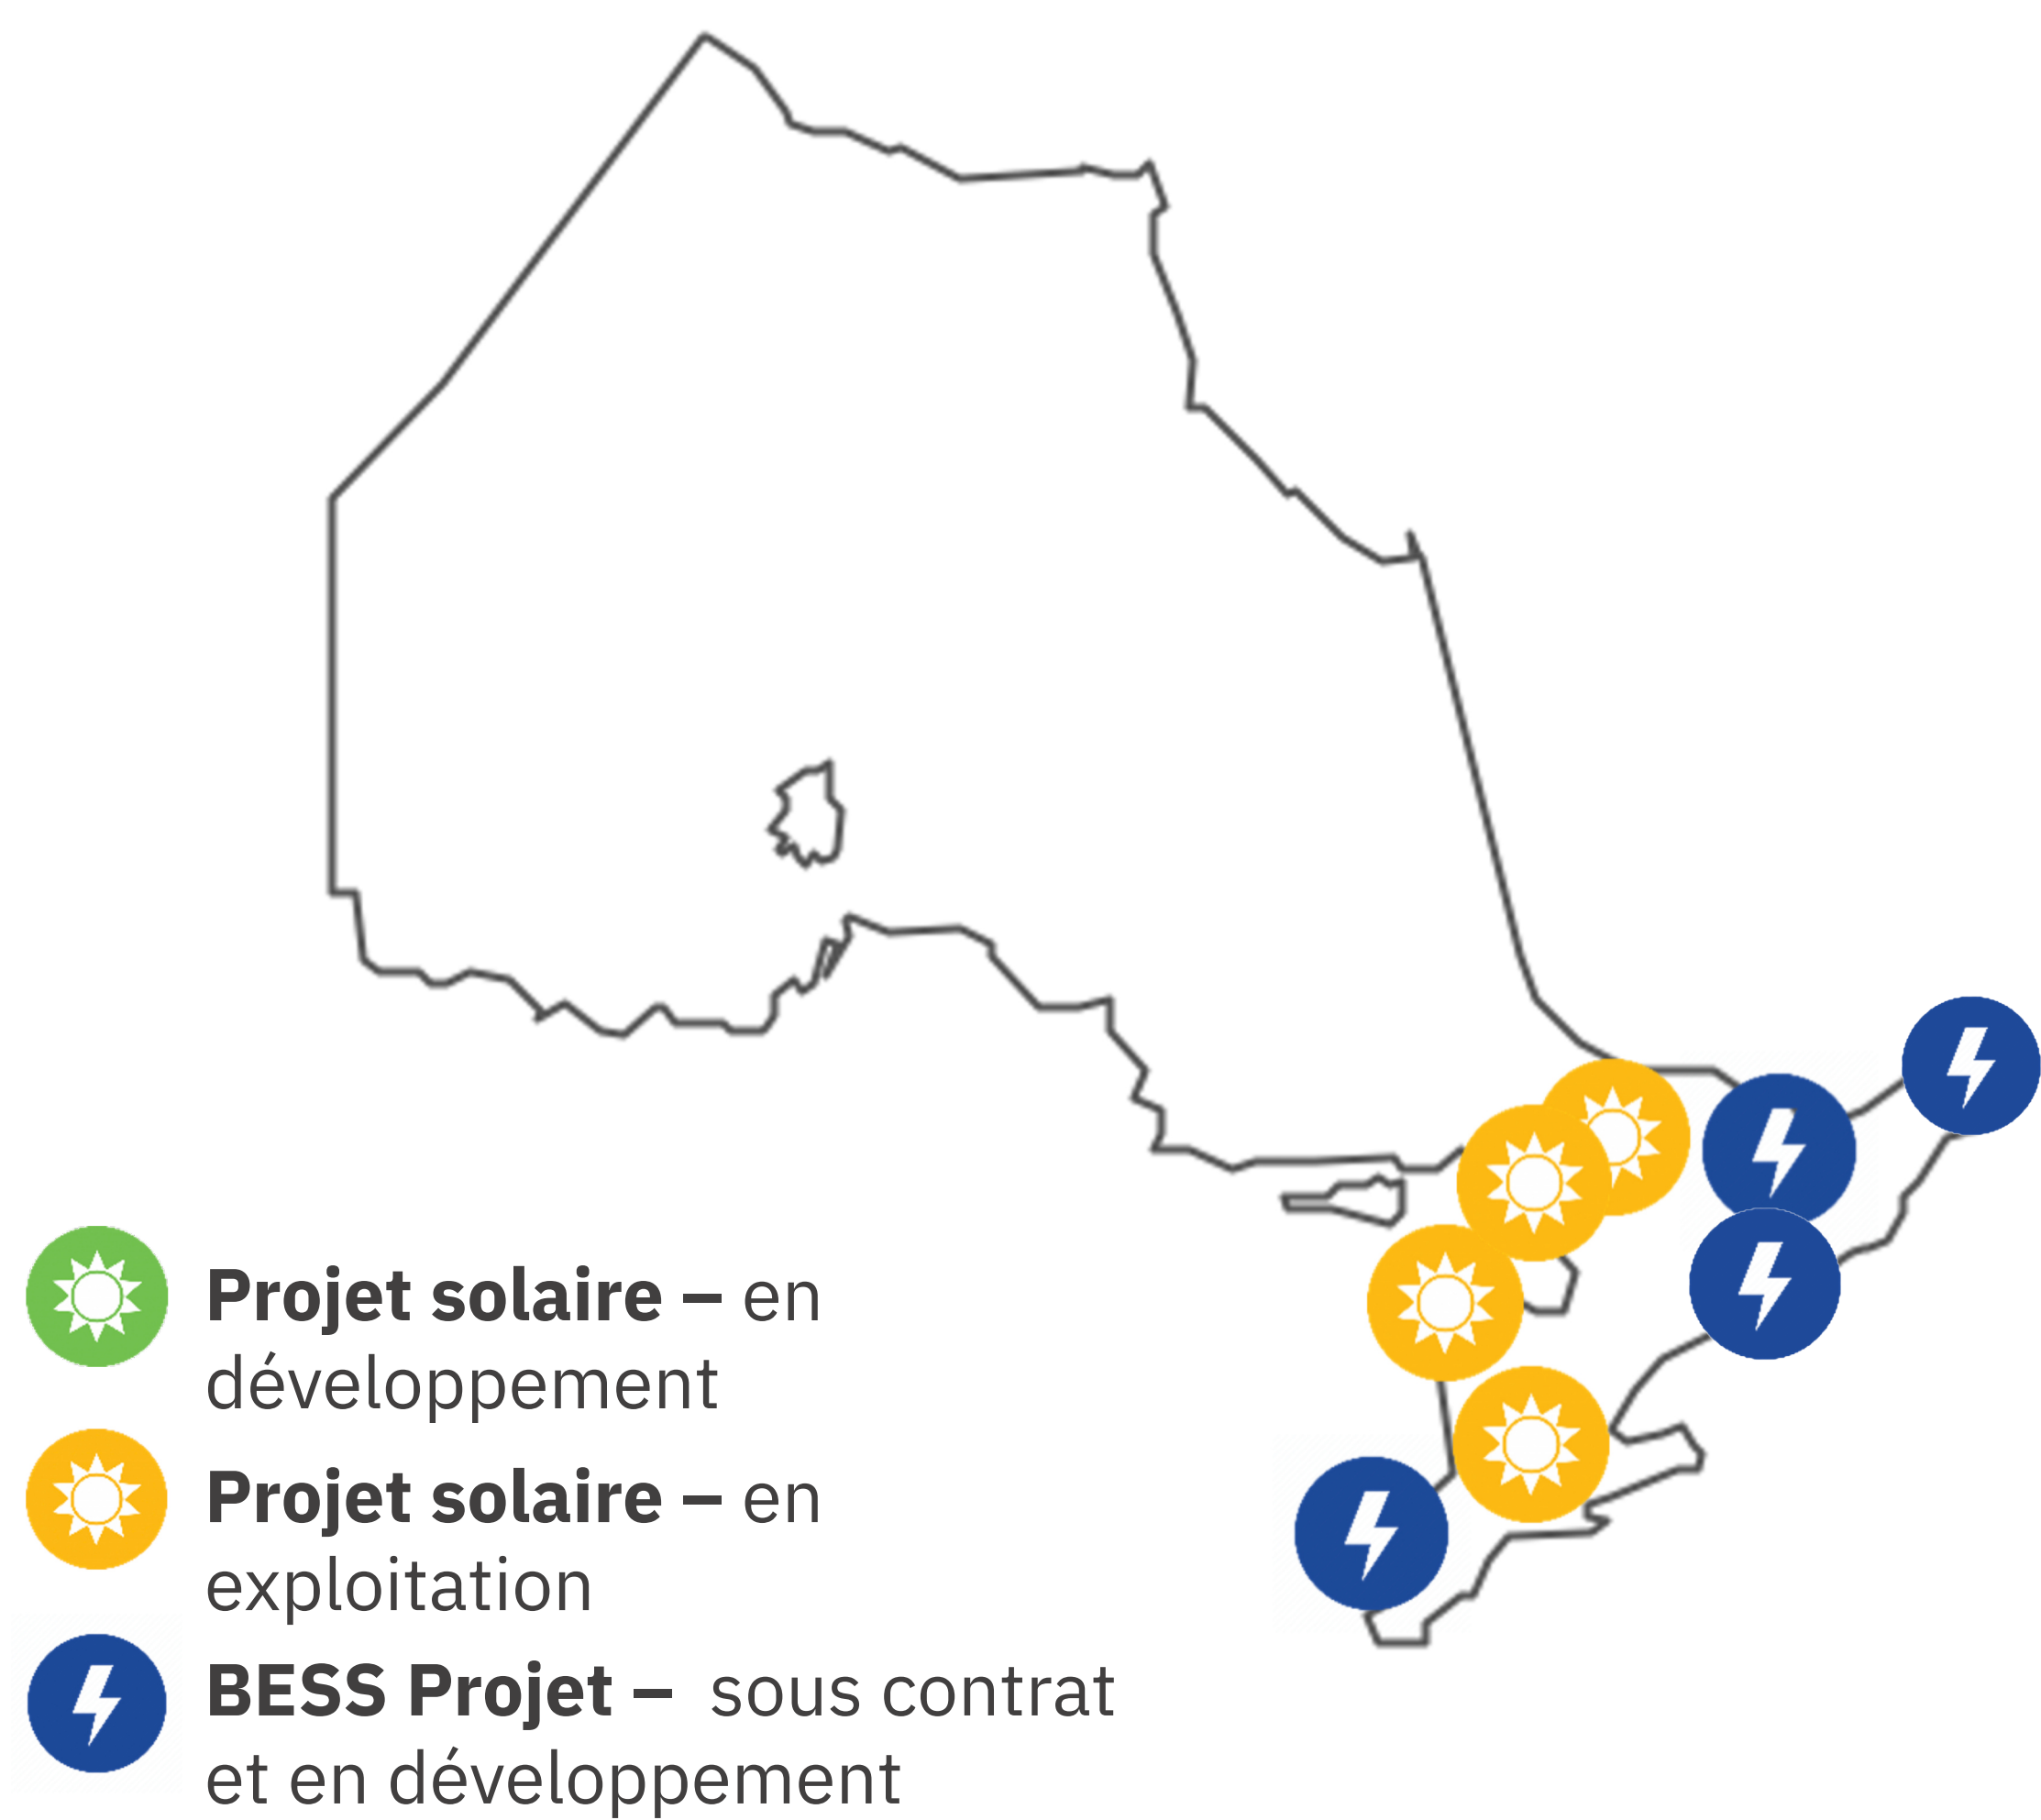 Projet solaire – en
développement
Projet solaire – en
exploitation
BESS Projet – sous contrat
et en développement